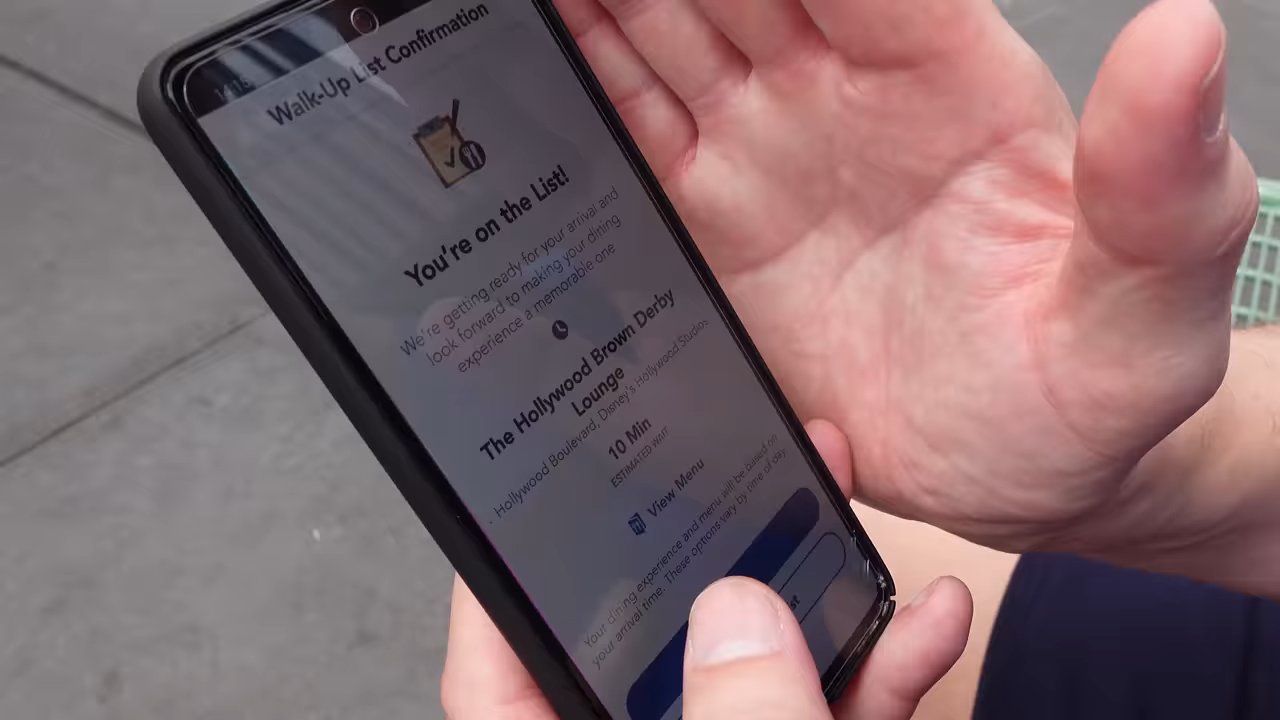 Walk-Up List Confirmation
You're on the List!
We're getting ready for your arrival and
look forward to making your dining
experience a memorable one
The Hollywood Brown Derby
Lounge
Hollywood Boulevard, Disney's Hollywood Studios
10 Min
ESTIMATED WAIT
View Menu
Your dining experience and menu will be based on
your arrival time. These options vary by time of day